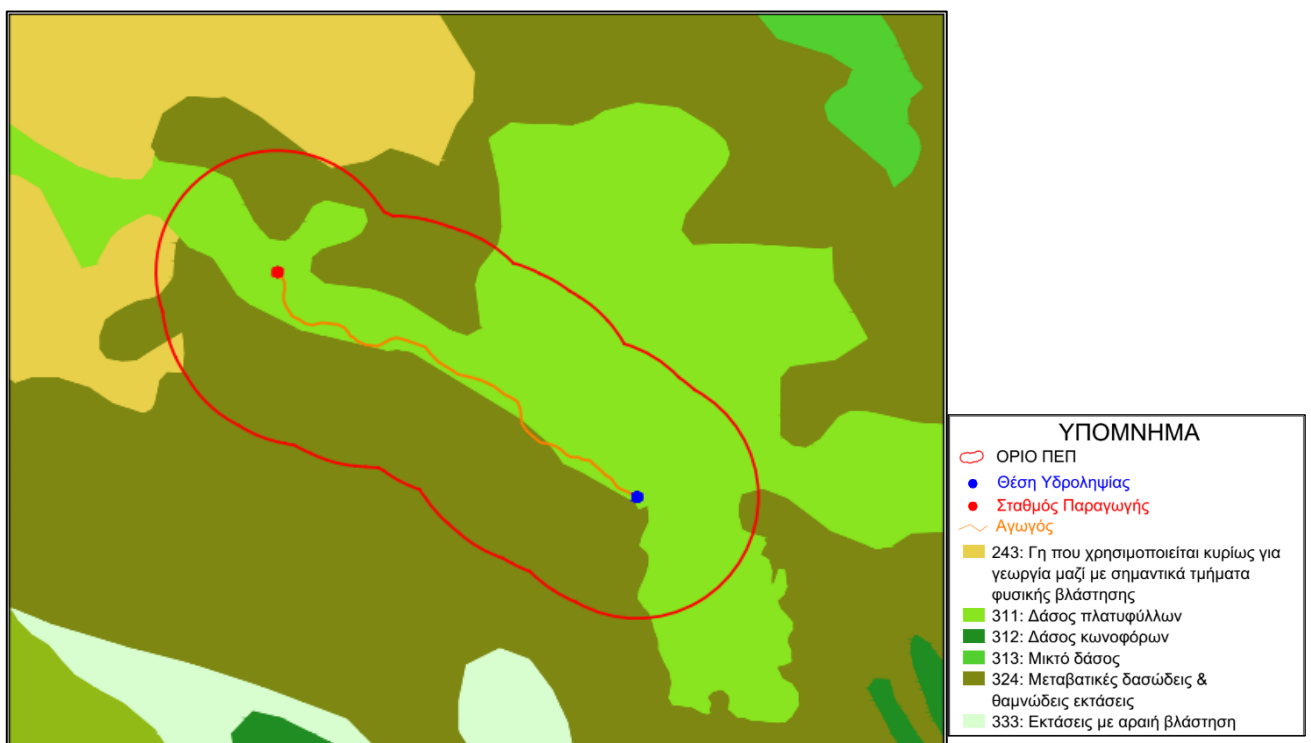 ΥΠΟΜΝΗΜΑ
ΟΡΙΟ ΠΕΠ
Θέση Υδροληψίας
Σταθμός Παραγωγής
Αγωγός
243: Γη που χρησιμοποιείται κυρίως για
γεωργία μαζί με σημαντικά τμήματα
φυσικής βλάστησης
311: Δάσος πλατυφύλλων
312: Δάσος κωνοφόρων
313: Μικτό δάσος
324: Μεταβατικές δασώδεις &
θαμνώδεις εκτάσεις
333: Εκτάσεις με αραιή βλάστηση